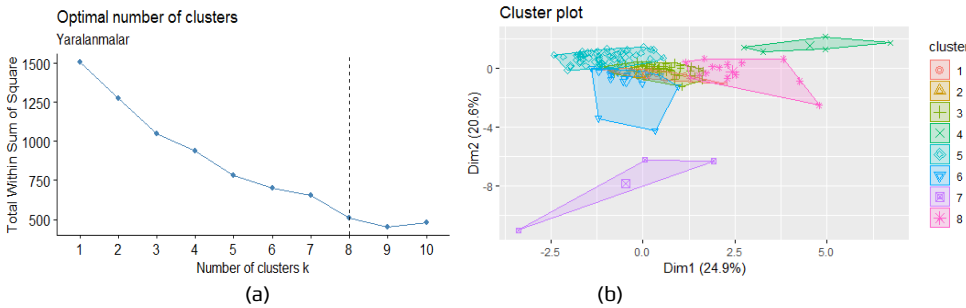 Optimal number of clusters
Yaralanmalar
Total Within Sum of Square
1500
1250
1000
750
500
1 2 3 4 5 6 7 8 9 10
Number of clusters k
(a)
Cluster plot
Dim2 (20.6%)
0
-4
-8
-2.5 0.0 2.5 5.0
Dim1 (24.9%)
cluster
1
2
3
4
5
6
7
8
(b)